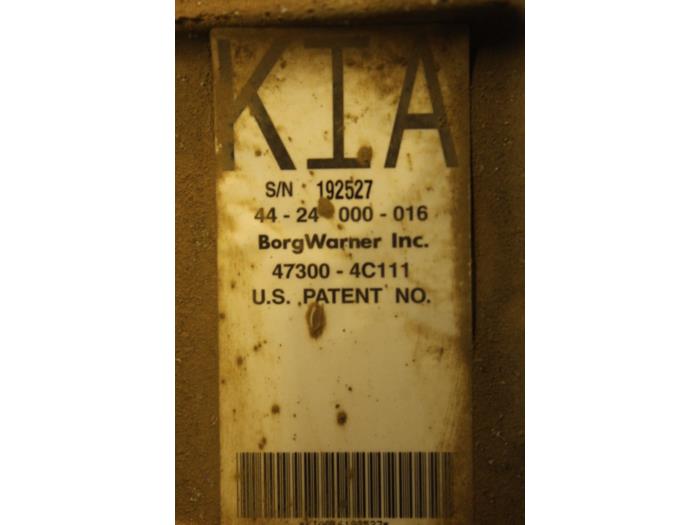 KIA
S/N 192527
44 - 24 000 - 016
BorgWarner Inc.
47300 - 4C111
U.S. PATENT NO.